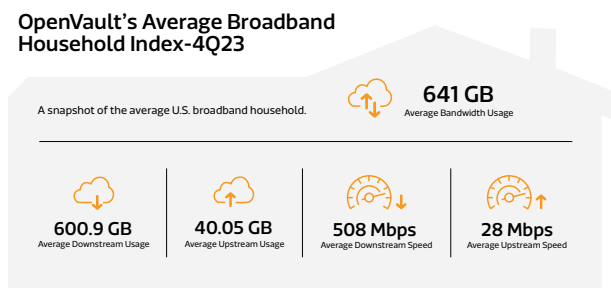 OpenVault's Average Broadband
Household Index-4Q23
A snapshot of the average U.S. broadband household.
641 GB
Average Bandwidth Usage
600.9 GB
Average Downstream Usage
40.05 GB
Average Upstream Usage
508 Mbps
Average Downstream Speed
28 Mbps
Average Upstream Speed